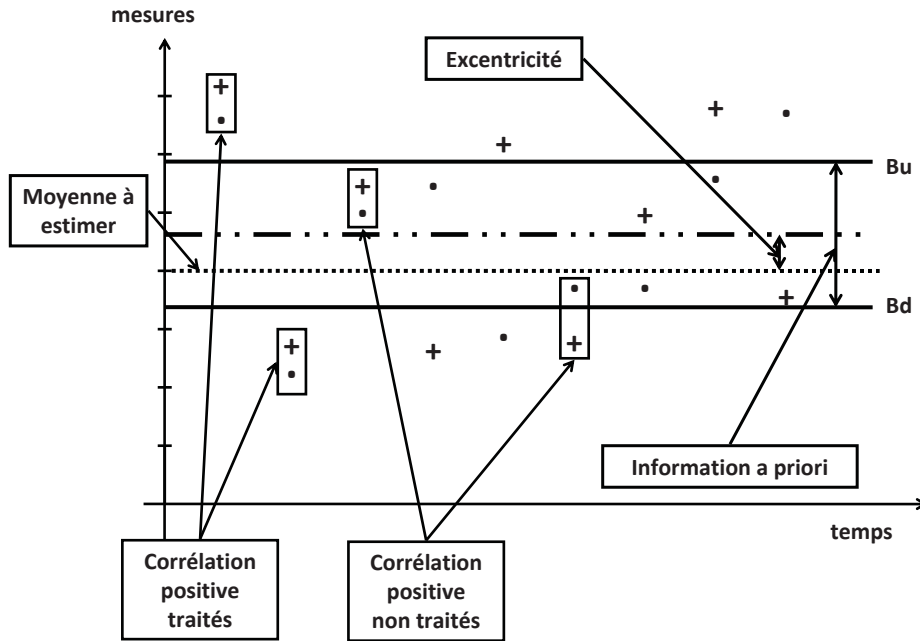 mesures
Excentricité
Bu
Moyenne à
estimer
Bd
Information a priori
temps
Corrélation
positive
traités
Corrélation
positive
non traités